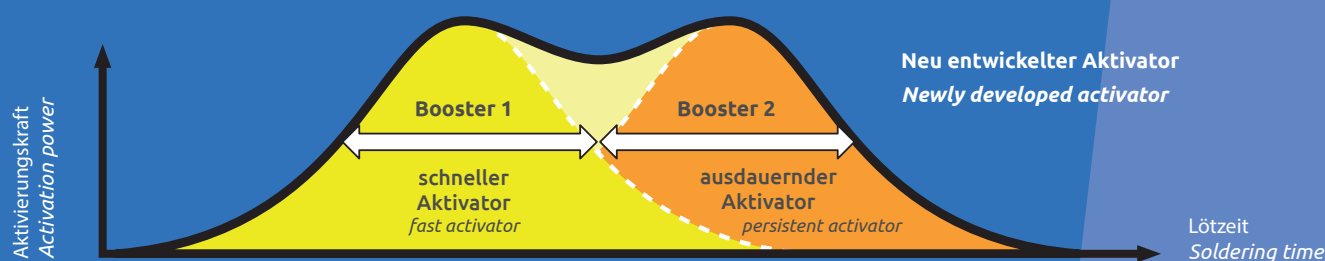 Aktivierungskraft
Activation power
Neu entwickelter Aktivator
Newly developed activator
Booster 1
schneller
Aktivator
fast activator
Booster 2
ausdauernder
Aktivator
persistent activator
Lötzeit
Soldering time